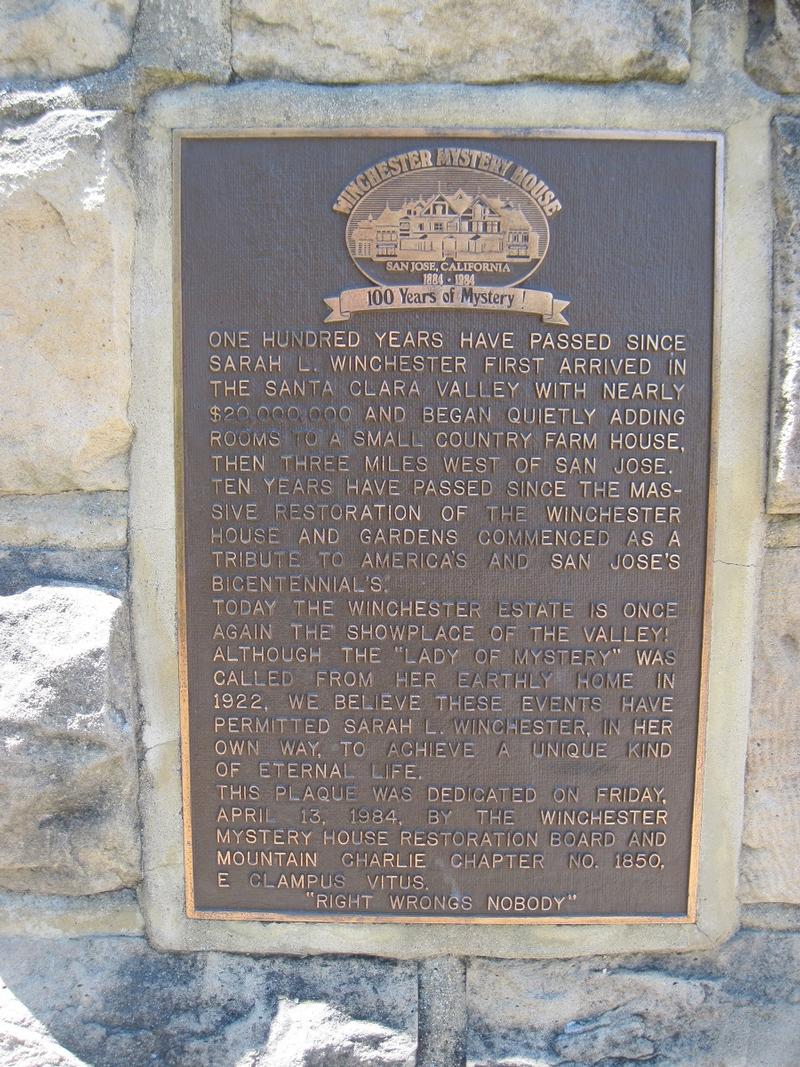 WINCHESTER MYSTERY HOUSE
SAN JOSE, CALIFORNIA
1884 - 1984
100 Years of Mystery!
ONE HUNDRED YEARS HAVE PASSED SINCE
SARAH L. WINCHESTER FIRST ARRIVED IN
THE SANTA CLARA VALLEY WITH NEARLY
$20,000,000 AND BEGAN QUIETLY ADDING
ROOMS TO A SMALL COUNTRY FARM HOUSE,
THEN THREE MILES WEST OF SAN JOSE.
TEN YEARS HAVE PASSED SINCE THE MAS-
SIVE RESTORATION OF THE WINCHESTER
HOUSE AND GARDENS COMMENCED AS A
TRIBUTE TO AMERICA'S AND SAN JOSE'S
BICENTENNIAL'S.
TODAY THE WINCHESTER ESTATE IS ONCE
AGAIN THE SHOWPLACE OF THE VALLEY!
ALTHOUGH THE "LADY OF MYSTERY" WAS
CALLED FROM HER EARTHLY HOME IN
1922, WE BELIEVE THESE EVENTS HAVE
PERMITTED SARAH L. WINCHESTER, IN HER
OWN WAY, TO ACHIEVE A UNIQUE KIND
OF ETERNAL LIFE.
THIS PLAQUE WAS DEDICATED ON FRIDAY,
APRIL 13, 1984, BY THE WINCHESTER
MYSTERY HOUSE RESTORATION BOARD AND
MOUNTAIN CHARLIE CHAPTER NO. 1850,
E CLAMPUS VITUS.
"RIGHT WRONGS NOBODY"